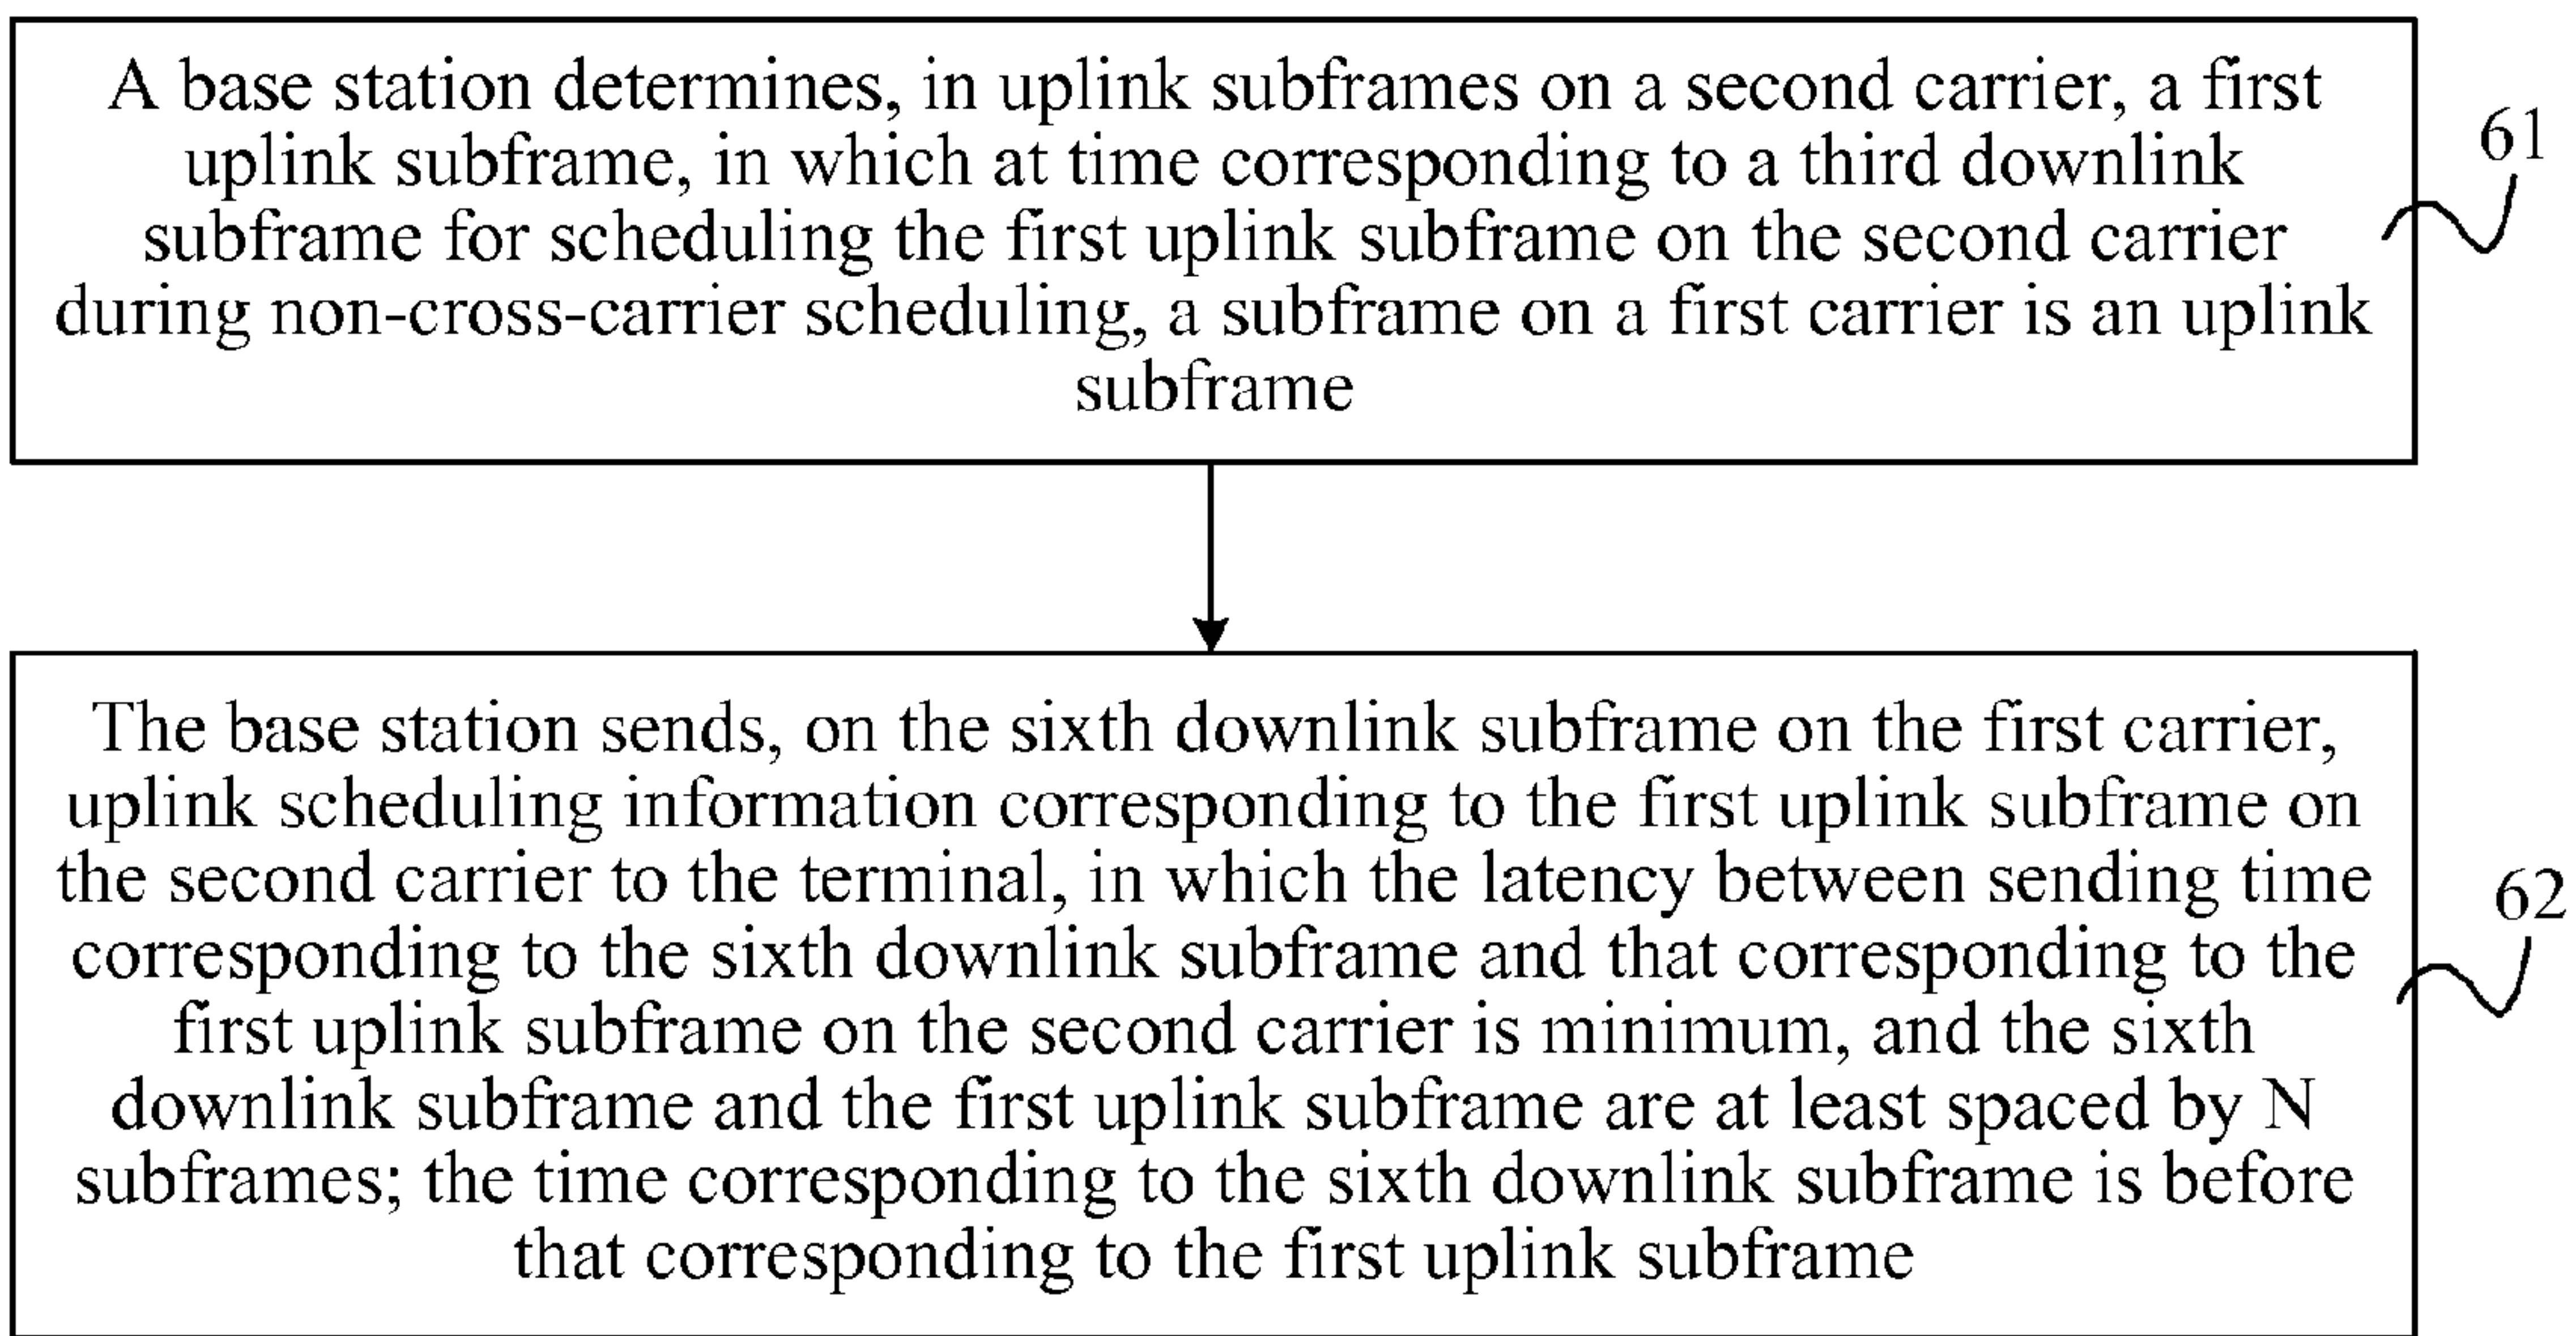 A base station determines, in uplink subframes on a second carrier, a first
uplink subframe, in which at time corresponding to a third downlink
subframe for scheduling the first uplink subframe on the second carrier
during non-cross-carrier scheduling, a subframe on a first carrier is an uplink
subframe
61
The base station sends, on the sixth downlink subframe on the first carrier,
uplink scheduling information corresponding to the first uplink subframe on
the second carrier to the terminal, in which the latency between sending time
corresponding to the sixth downlink subframe and that corresponding to the
first uplink subframe on the second carrier is minimum, and the sixth
downlink subframe and the first uplink subframe are at least spaced by N
subframes; the time corresponding to the sixth downlink subframe is before
that corresponding to the first uplink subframe
62